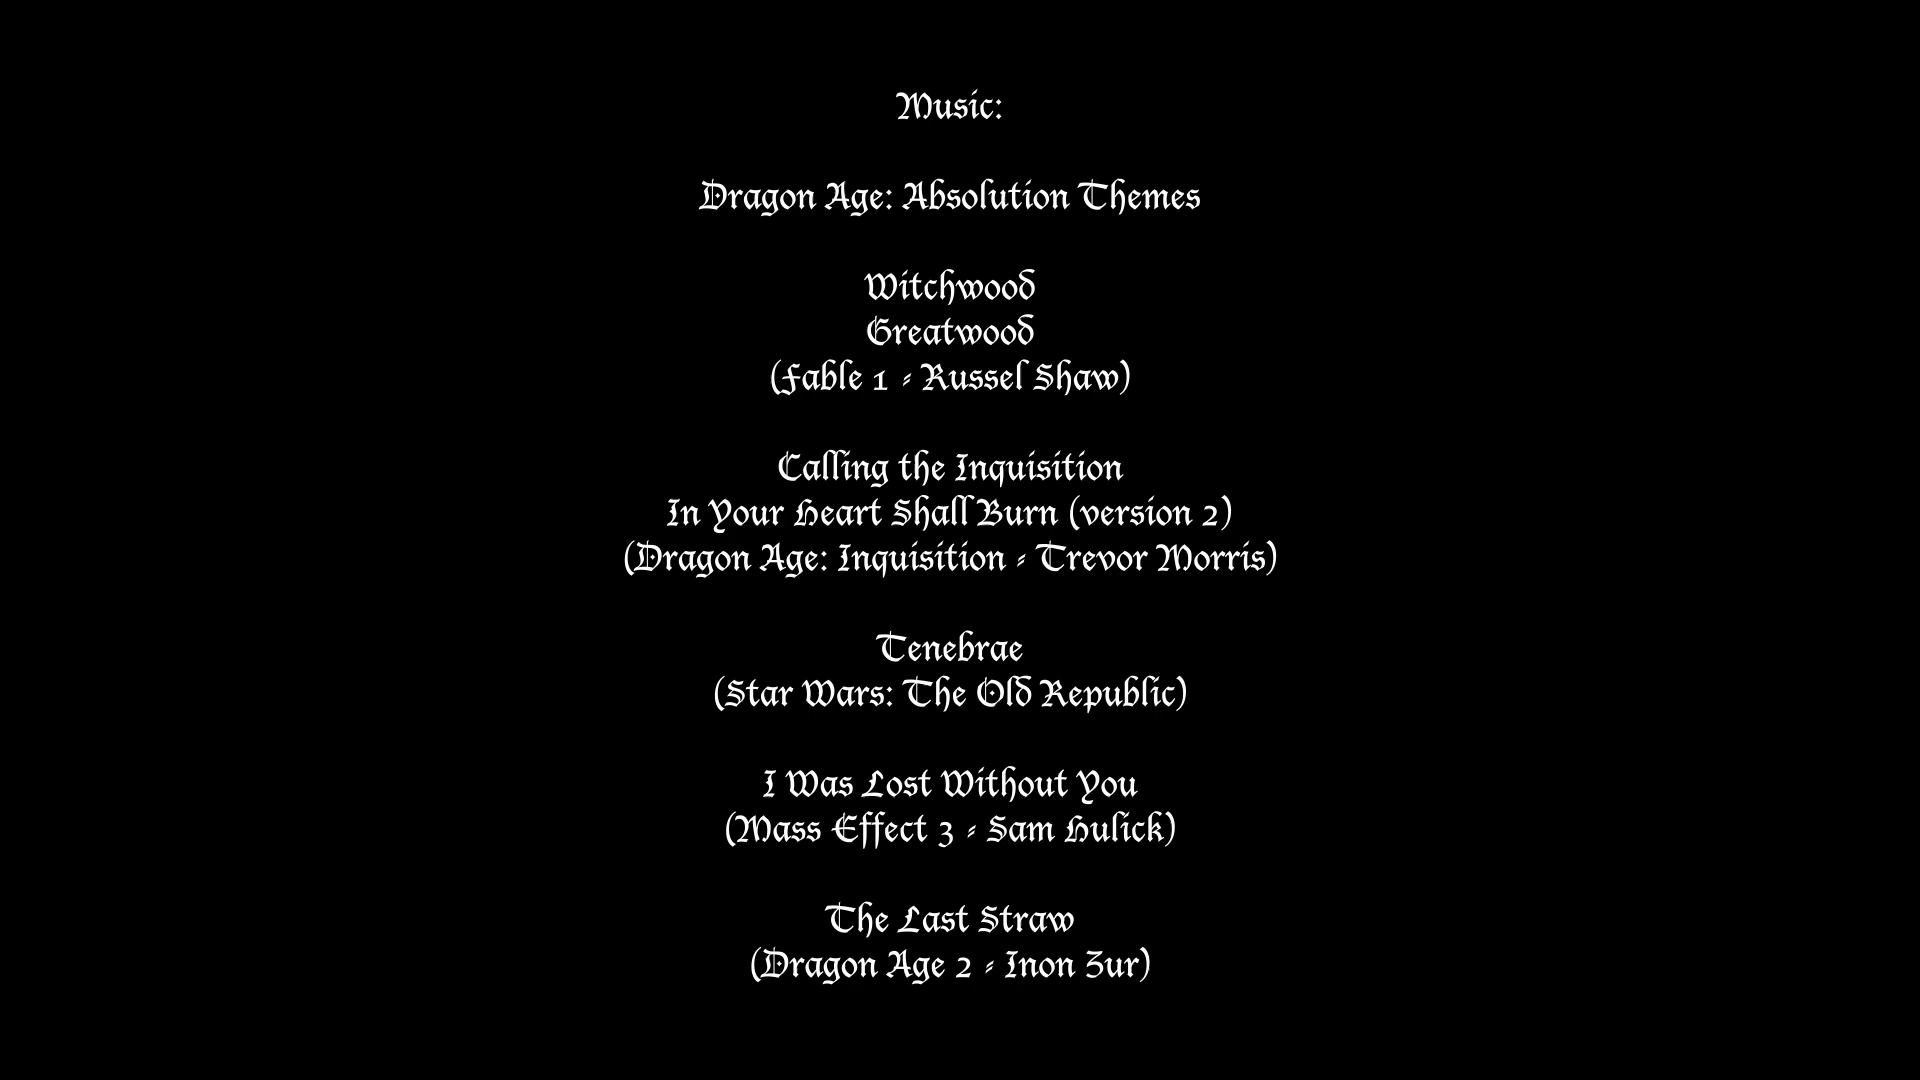 Music:
Dragon Age: Absolution Themes
Witchwood
Greatwood
(Fable 1 - Russel Shaw)
Calling the Inquisition
In Your Heart Shall Burn (version 2)
(Dragon Age: Inquisition - Trevor Morris)
Tenebrae
(Star Wars: The Old Republic)
I Was Lost Without You
(Mass Effect 3 - Sam Hulick)
The Last Straw
(Dragon Age 2 - Inon Zur)